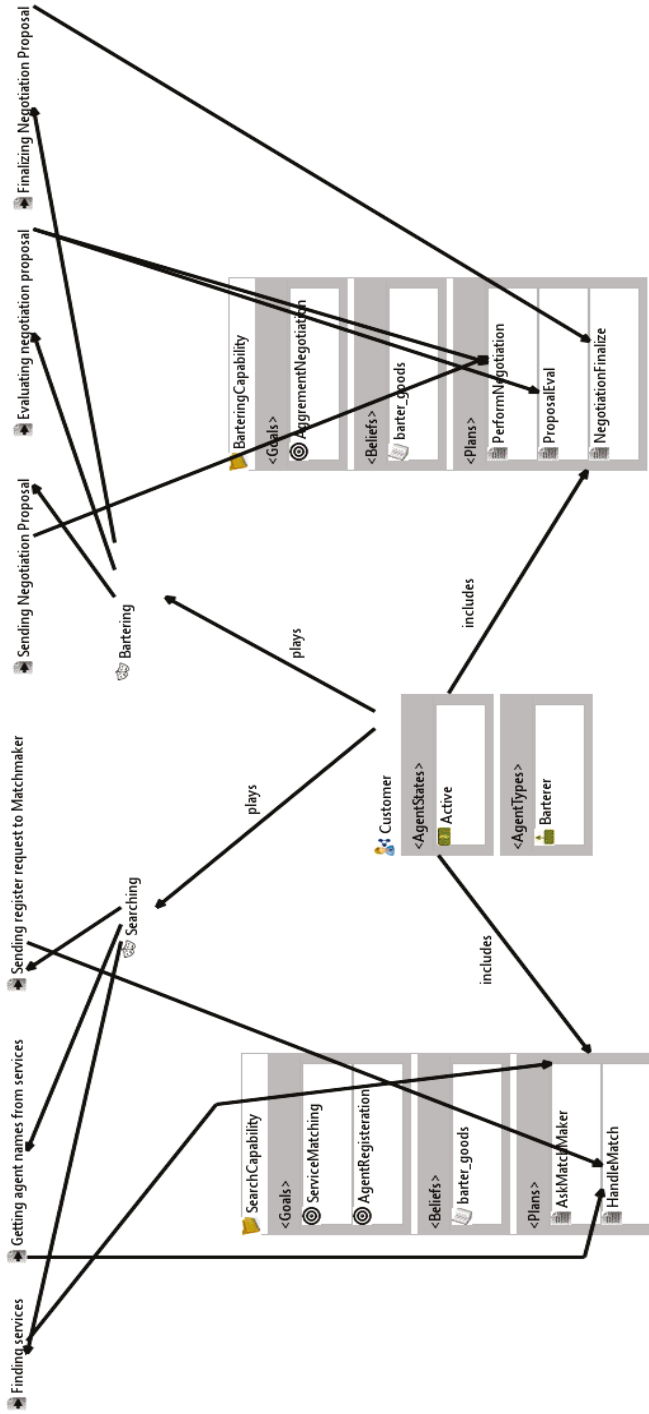 Finding services
Getting agent names from services
Sending register request to Matchmaker
Sending Negotiation Proposal
Evaluating negotiation proposal
Finalizing Negotiation Proposal
Searching
Bartering
plays
plays
SearchCapability
<Goals>
ServiceMatching
AgentRegisteration
<Beliefs>
barter_goods
<Plans>
AskMatchMaker
HandleMatch
includes
Customer
<AgentStates>
Active
<AgentTypes>
Barterer
includes
BarteringCapability
<Goals>
AggrementNegotiation
<Beliefs>
barter_goods
<Plans>
PerformNegotiation
ProposalEval
NegotiationFinalize